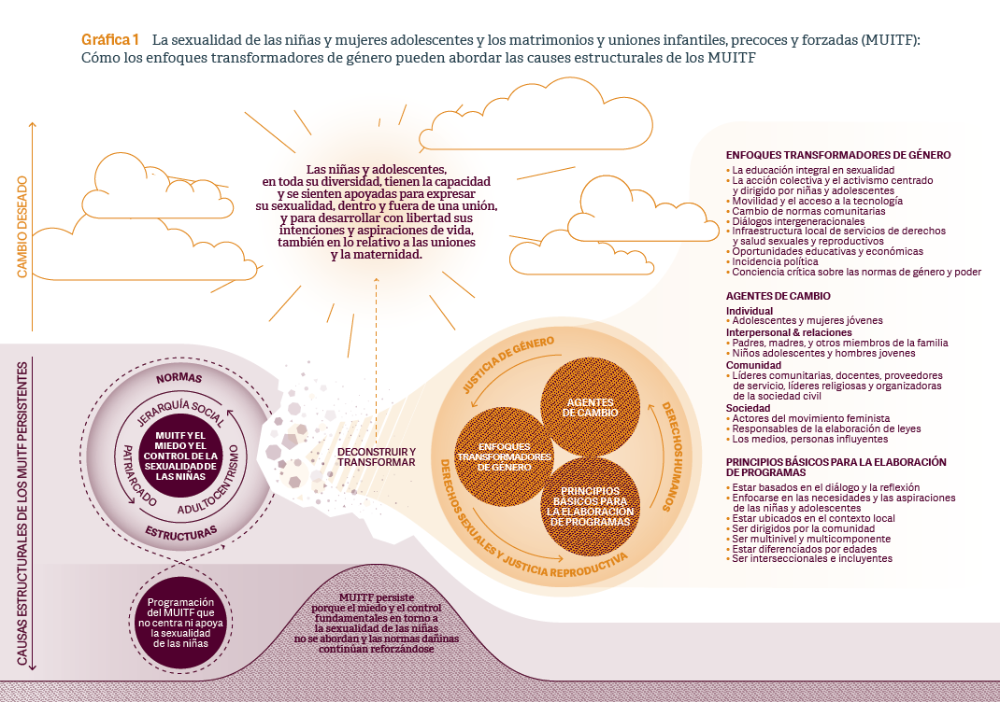 Gráfica 1 La sexualidad de las niñas y mujeres adolescentes y los matrimonios y uniones infantiles, precoces y forzadas (MUITF):
Cómo los enfoques transformadores de género pueden abordar las causes estructurales de los MUITF
CAMBIO DESEADO
Las niñas y adolescentes,
en toda su diversidad, tienen la capacidad
y se sienten apoyadas para expresar
su sexualidad, dentro y fuera de una unión,
y para desarrollar con libertad sus
intenciones y aspiraciones de vida,
también en lo relativo a las uniones
y la maternidad.
CAUSAS ESTRUCTURALES DE LOS MUITF PERSISTENTES
NORMAS
JERARQUÍA SOCIAL
PATRIARCADO
ADULTOCENTRISMO
ESTRUCTURAS
MUITF Y EL
MIEDO Y EL
CONTROL DE LA
SEXUALIDAD DE
LAS NIÑAS
Programación
del MUITF que
no centra ni apoya
la sexualidad
de las niñas
MUITF persiste
porque el miedo y el control
fundamentales en torno a
la sexualidad de las niñas
no se abordan y las normas dañinas
continúan reforzándose
DECONSTRUIR Y
TRANSFORMAR
JUSTICIA DE GÉNERO
DERECHOS HUMANOS
DERECHOS SEXUALES Y JUSTICIA REPRODUCTIVA
AGENTES
DE CAMBIO
ENFOQUES
TRANSFORMADORES
DE GÉNERO
PRINCIPIOS
BÁSICOS PARA
LA ELABORACIÓN
DE PROGRAMAS
ENFOQUES TRANSFORMADORES DE GÉNERO
• La educación integral en sexualidad
• La acción colectiva y el activismo centrado
y dirigido por niñas y adolescentes
• Movilidad y el acceso a la tecnología
• Cambio de normas comunitarias
• Diálogos intergeneracionales
• Infraestructura local de servicios de derechos
y salud sexuales y reproductivos
• Oportunidades educativas y económicas
• Incidencia política
• Conciencia crítica sobre las normas de género y poder
AGENTES DE CAMBIO
Individual
• Adolescentes y mujeres jóvenes
Interpersonal & relaciones
• Padres, madres, y otros miembros de la familia
• Niños adolescentes y hombres jovenes
Comunidad
• Líderes comunitarias, docentes, proveedores
de servicio, líderes religiosas y organizadoras
de la sociedad civil
Sociedad
• Actores del movimiento feminista
• Responsables de la elaboración de leyes
• Los medios, personas influyentes
PRINCIPIOS BÁSICOS PARA LA ELABORACIÓN
DE PROGRAMAS
• Estar basados en el diálogo y la reflexión
• Enfocarse en las necesidades y las aspiraciones
de las niñas y adolescentes
• Estar ubicados en el contexto local
• Ser dirigidos por la comunidad
• Ser multinivel y multicomponente
• Estar diferenciados por edades
• Ser interseccionales e incluyentes